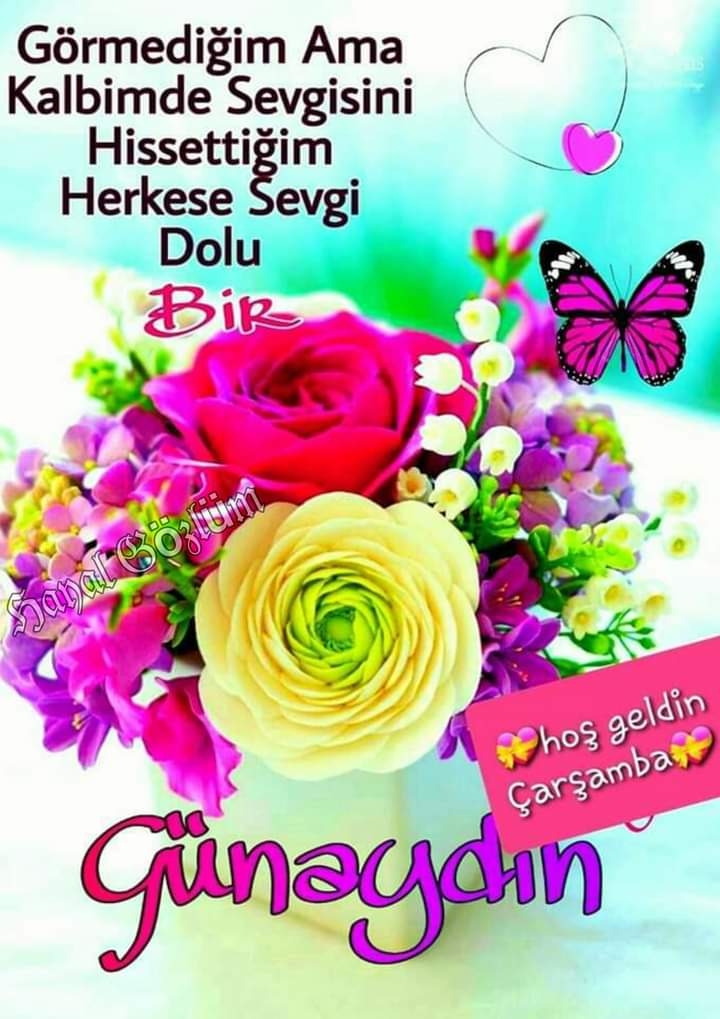 Görmediğim Ama
Kalbimde Sevgisini
Hissettiğim
Herkese Sevgi
Dolu
Bir
Hayal Gözlüm
hoş geldin
Çarşamba
Günaydın